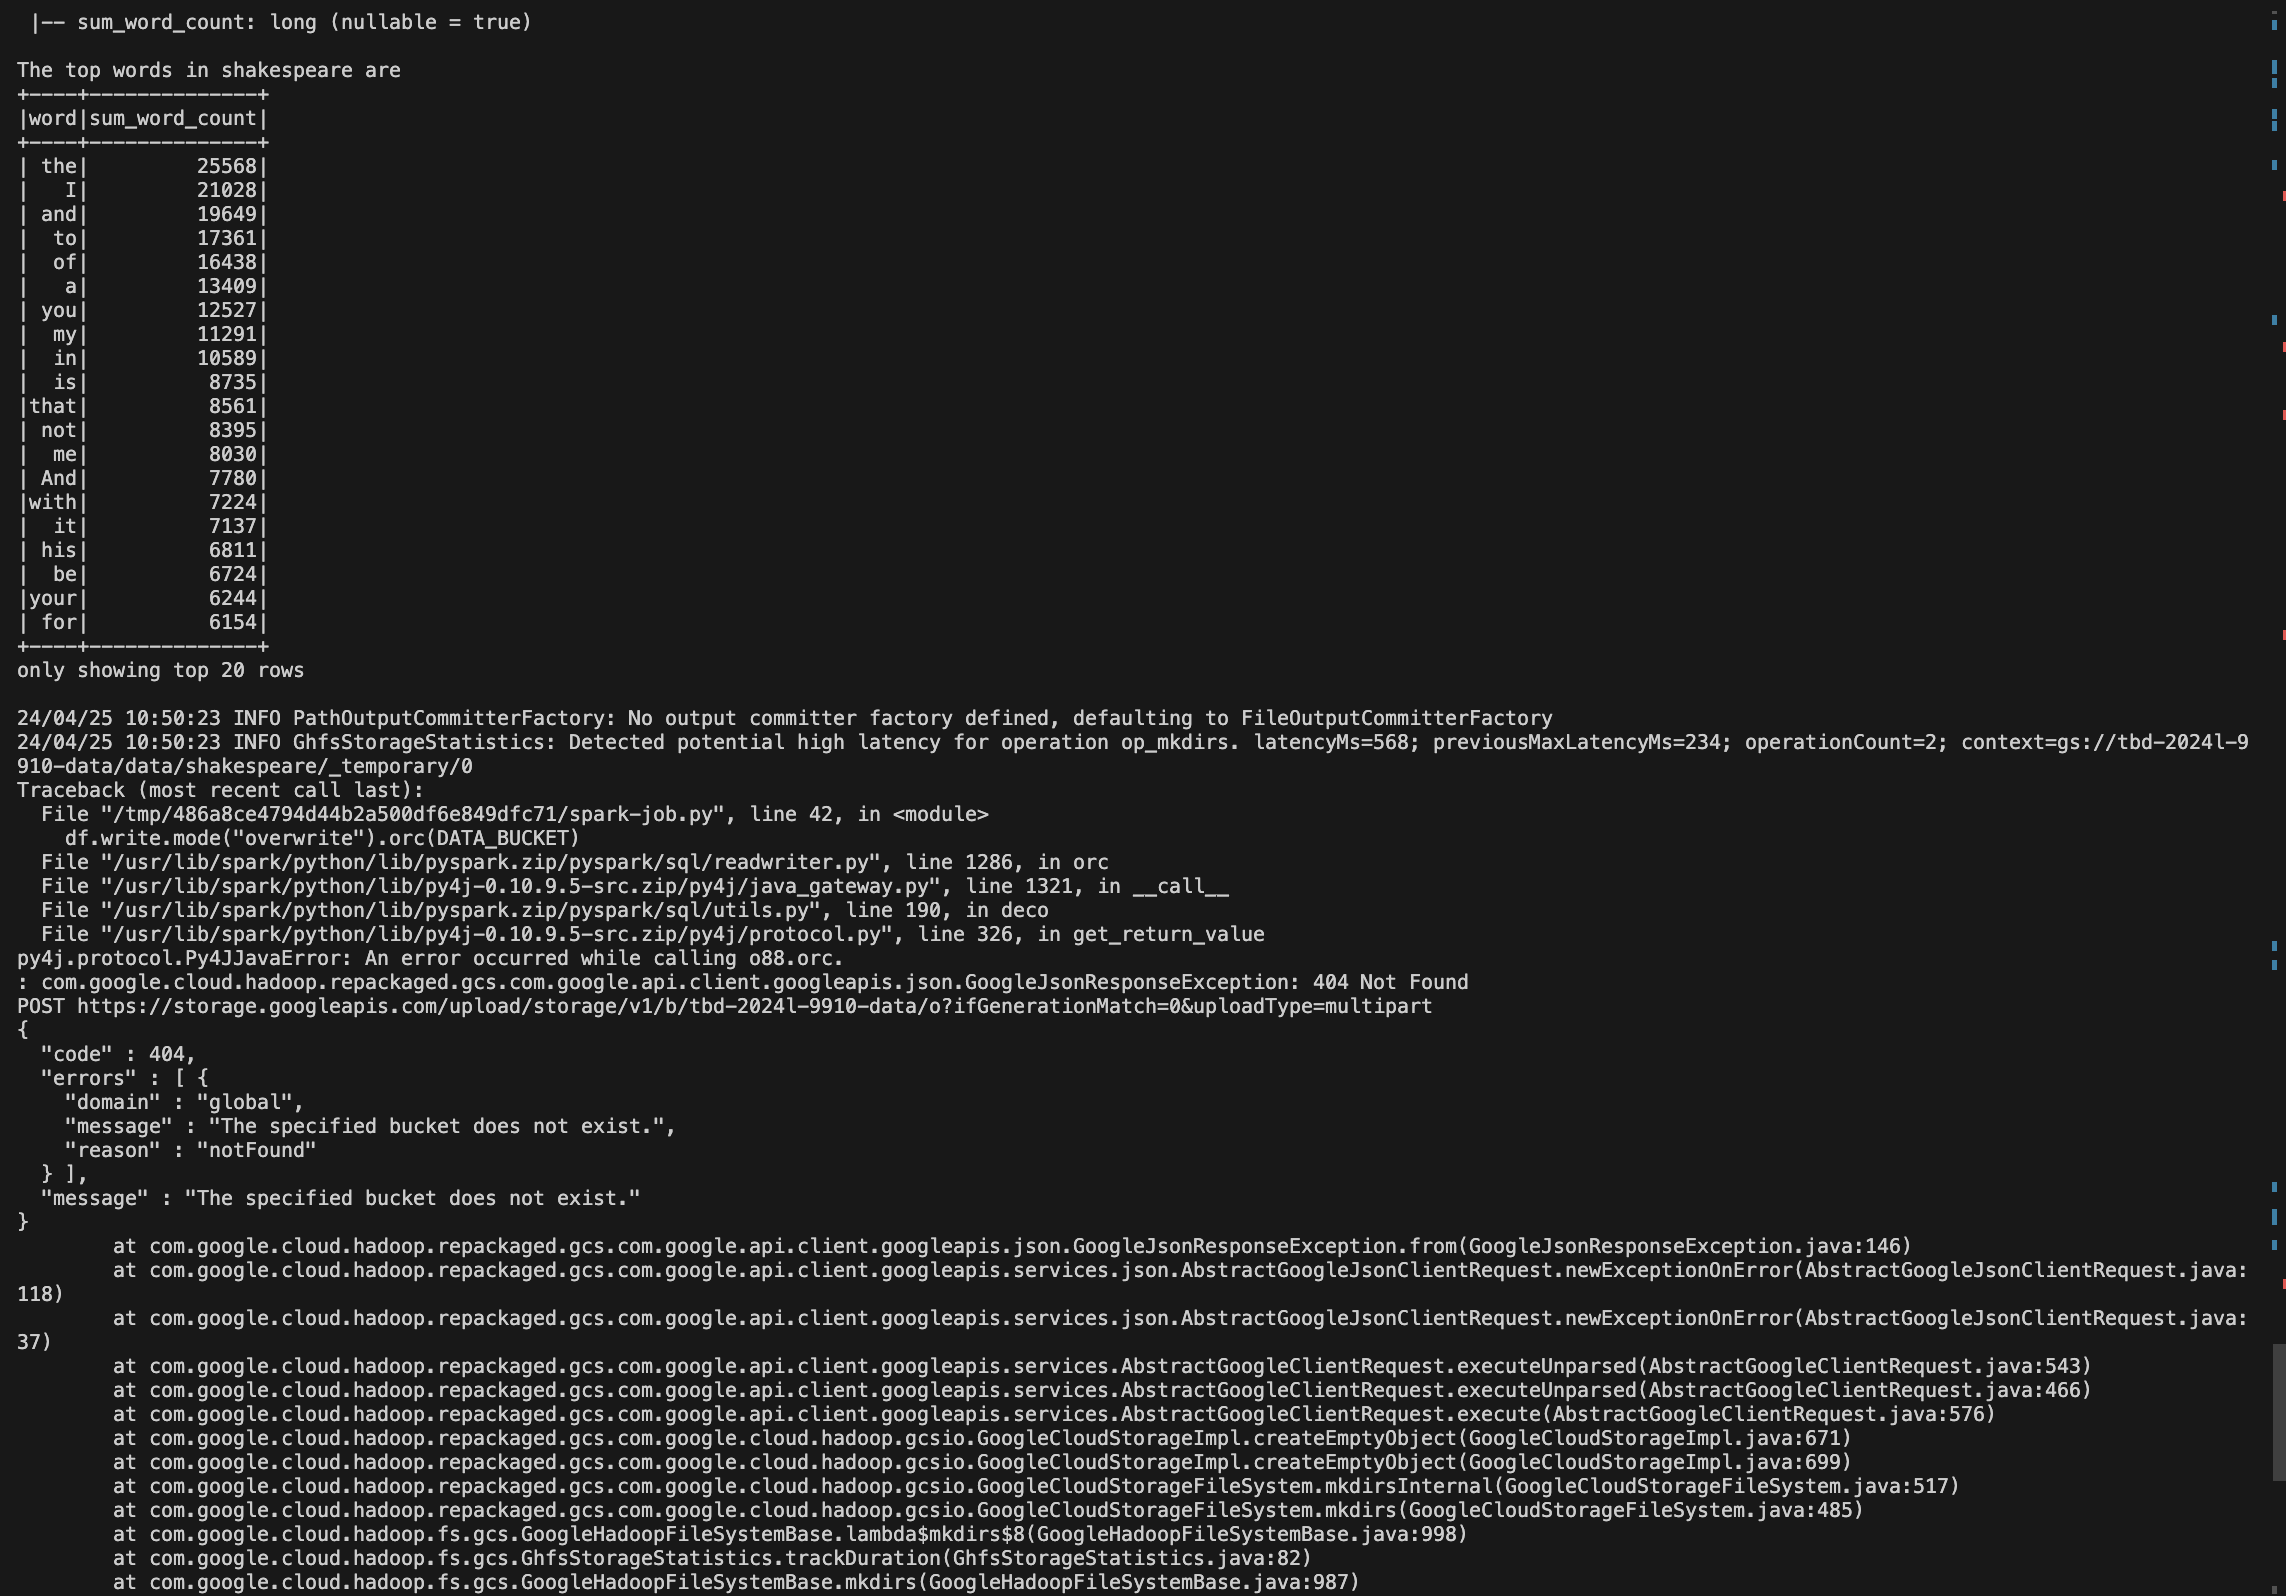 |-- sum_word_count: long (nullable = true)

The top words in shakespeare are
+----+--------------+
|word|sum_word_count|
+----+--------------+
| the|         25568|
|   I|         21028|
| and|         19649|
|  to|         17361|
|  of|         16438|
|   a|         13409|
| you|         12527|
|  my|         11291|
|  in|         10589|
|  is|          8735|
|that|          8561|
| not|          8395|
|  me|          8030|
| And|          7780|
|with|          7224|
|  it|          7137|
| his|          6811|
|  be|          6724|
|your|          6244|
| for|          6154|
+----+--------------+
only showing top 20 rows

24/04/25 10:50:23 INFO PathOutputCommitterFactory: No output committer factory defined, defaulting to FileOutputCommitterFactory
24/04/25 10:50:23 INFO GhfsStorageStatistics: Detected potential high latency for operation op_mkdirs. latencyMs=568; previousMaxLatencyMs=234; operationCount=2; context=gs://tbd-2024l-9
910-data/data/shakespeare/_temporary/0
Traceback (most recent call last):
  File "/tmp/486a8ce4794d44b2a500df6e849dfc71/spark-job.py", line 42, in <module>
    df.write.mode("overwrite").orc(DATA_BUCKET)
  File "/usr/lib/spark/python/lib/pyspark.zip/pyspark/sql/readwriter.py", line 1286, in orc
  File "/usr/lib/spark/python/lib/py4j-0.10.9.5-src.zip/py4j/java_gateway.py", line 1321, in __call__
  File "/usr/lib/spark/python/lib/pyspark.zip/pyspark/sql/utils.py", line 190, in deco
  File "/usr/lib/spark/python/lib/py4j-0.10.9.5-src.zip/py4j/protocol.py", line 326, in get_return_value
py4j.protocol.Py4JJavaError: An error occurred while calling o88.orc.
: com.google.cloud.hadoop.repackaged.gcs.com.google.api.client.googleapis.json.GoogleJsonResponseException: 404 Not Found
POST https://storage.googleapis.com/upload/storage/v1/b/tbd-2024l-9910-data/o?ifGenerationMatch=0&uploadType=multipart
{
  "code" : 404,
  "errors" : [ {
    "domain" : "global",
    "message" : "The specified bucket does not exist.",
    "reason" : "notFound"
  } ],
  "message" : "The specified bucket does not exist."
}
        at com.google.cloud.hadoop.repackaged.gcs.com.google.api.client.googleapis.json.GoogleJsonResponseException.from(GoogleJsonResponseException.java:146)
        at com.google.cloud.hadoop.repackaged.gcs.com.google.api.client.googleapis.services.json.AbstractGoogleJsonClientRequest.newExceptionOnError(AbstractGoogleJsonClientRequest.java:
118)
        at com.google.cloud.hadoop.repackaged.gcs.com.google.api.client.googleapis.services.json.AbstractGoogleJsonClientRequest.newExceptionOnError(AbstractGoogleJsonClientRequest.java:
37)
        at com.google.cloud.hadoop.repackaged.gcs.com.google.api.client.googleapis.services.AbstractGoogleClientRequest.executeUnparsed(AbstractGoogleClientRequest.java:543)
        at com.google.cloud.hadoop.repackaged.gcs.com.google.api.client.googleapis.services.AbstractGoogleClientRequest.executeUnparsed(AbstractGoogleClientRequest.java:466)
        at com.google.cloud.hadoop.repackaged.gcs.com.google.api.client.googleapis.services.AbstractGoogleClientRequest.execute(AbstractGoogleClientRequest.java:576)
        at com.google.cloud.hadoop.repackaged.gcs.com.google.cloud.hadoop.gcsio.GoogleCloudStorageImpl.createEmptyObject(GoogleCloudStorageImpl.java:671)
        at com.google.cloud.hadoop.repackaged.gcs.com.google.cloud.hadoop.gcsio.GoogleCloudStorageImpl.createEmptyObject(GoogleCloudStorageImpl.java:699)
        at com.google.cloud.hadoop.repackaged.gcs.com.google.cloud.hadoop.gcsio.GoogleCloudStorageFileSystem.mkdirsInternal(GoogleCloudStorageFileSystem.java:517)
        at com.google.cloud.hadoop.repackaged.gcs.com.google.cloud.hadoop.gcsio.GoogleCloudStorageFileSystem.mkdirs(GoogleCloudStorageFileSystem.java:485)
        at com.google.cloud.hadoop.fs.gcs.GoogleHadoopFileSystemBase.lambda$mkdirs$8(GoogleHadoopFileSystemBase.java:998)
        at com.google.cloud.hadoop.fs.gcs.GhfsStorageStatistics.trackDuration(GhfsStorageStatistics.java:82)
        at com.google.cloud.hadoop.fs.gcs.GoogleHadoopFileSystemBase.mkdirs(GoogleHadoopFileSystemBase.java:987)